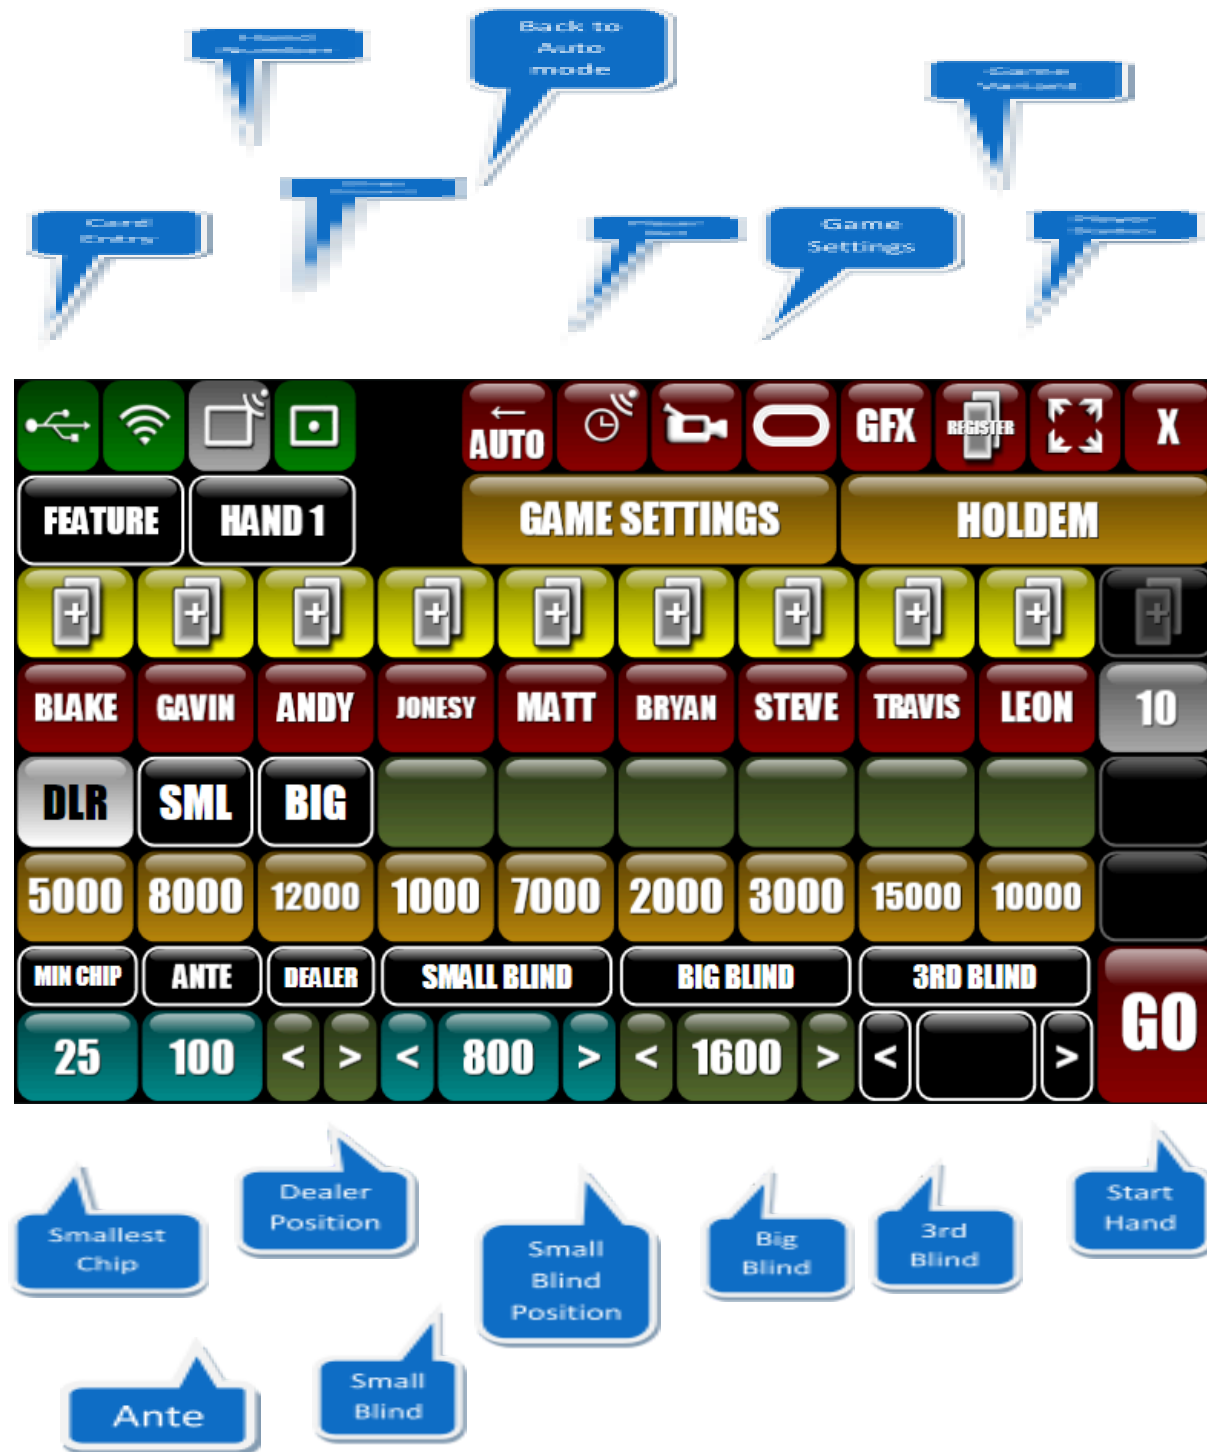 Back to
Auto
mode
Game
Variant
Card
Entry
Game
Settings
Player
← AUTO
GFX
REGISTER
X
FEATURE
HAND 1
GAME SETTINGS
HOLDEM
BLAKE
GAVIN
ANDY
JONESY
MATT
BRYAN
STEVE
TRAVIS
LEON
10
DLR
SML
BIG
5000
8000
12000
1000
7000
2000
3000
15000
10000
MIN CHIP
ANTE
DEALER
SMALL BLIND
BIG BLIND
3RD BLIND
GO
25
100
<
>
<
800
>
<
1600
>
<
>
Smallest
Chip
Dealer
Position
Small
Blind
Position
Big
Blind
3rd
Blind
Start
Hand
Ante
Small
Blind